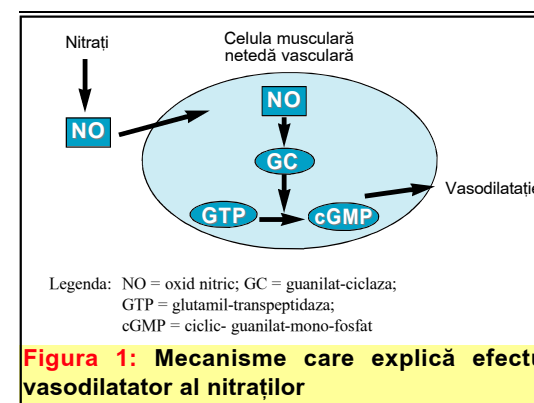 Nitrați
Celula musculară
netedă vasculară
NO
NO
GC
GTP
cGMP
Vasodilatație
Legenda: NO = oxid nitric; GC = guanilat-ciclaza;
GTP = glutamil-transpeptidaza;
cGMP = ciclic- guanilat-mono-fosfat
Figura 1: Mecanisme care explică efectu
vasodilatator al nitraților